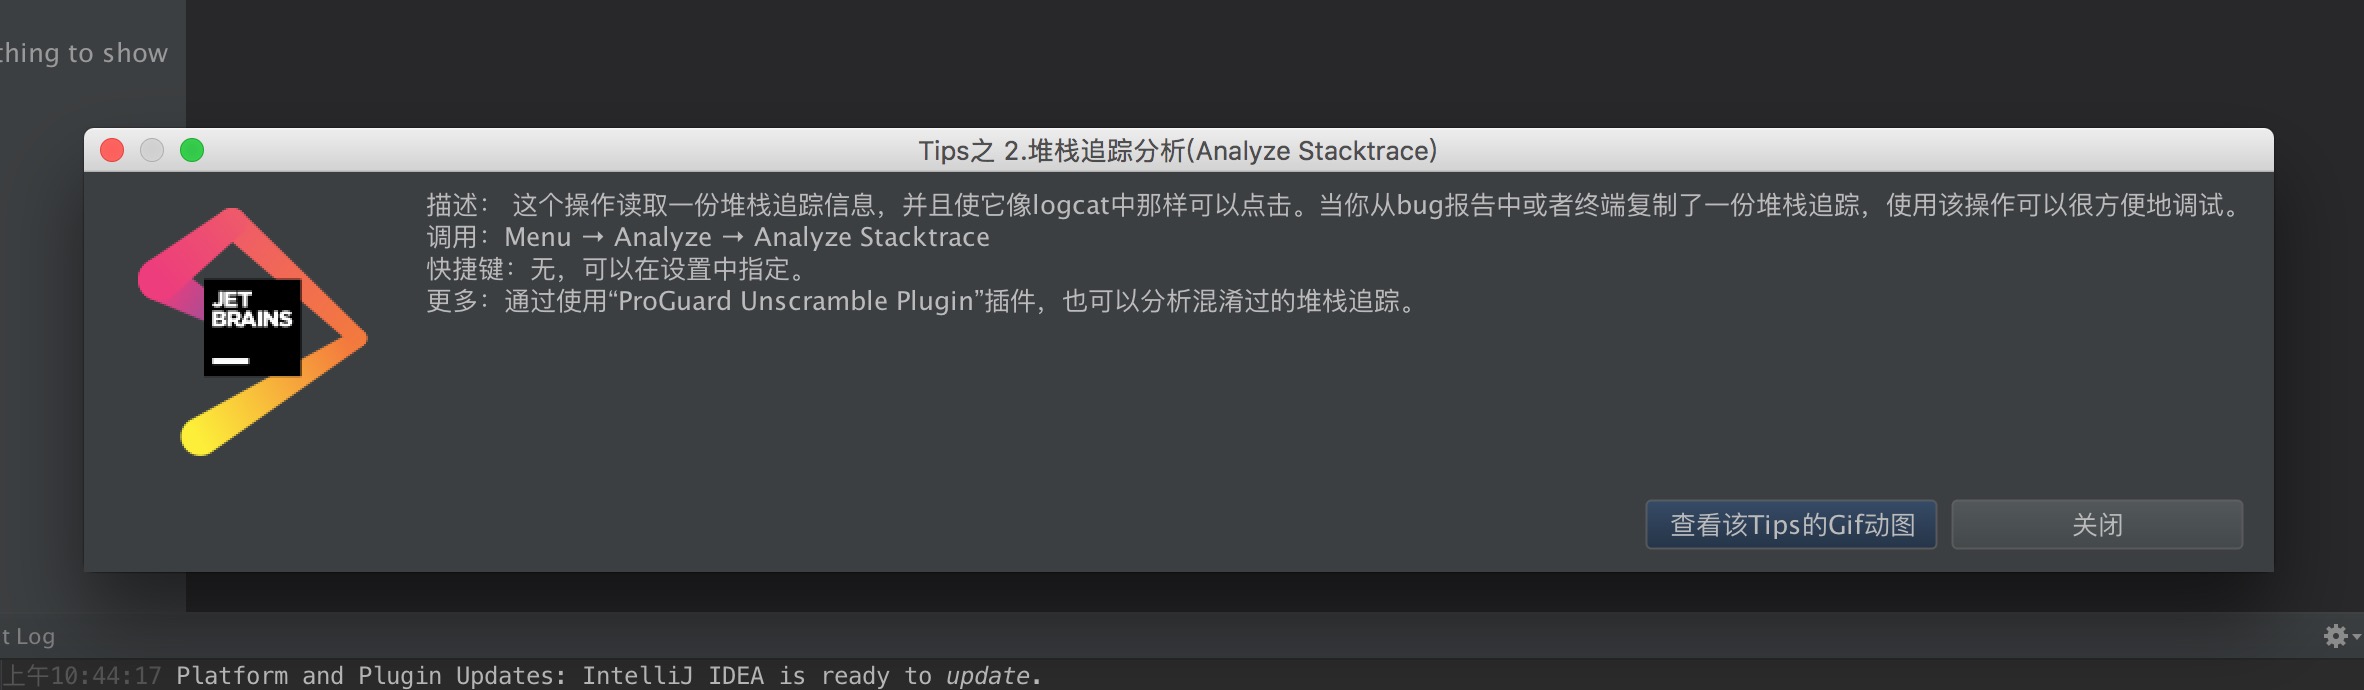 thing to show
Tips之 2.堆栈追踪分析(Analyze Stacktrace)
描述： 这个操作读取一份堆栈追踪信息，并且使它像logcat中那样可以点击。当你从bug报告中或者终端复制了一份堆栈追踪，使用该操作可以很方便地调试。
调用：Menu → Analyze → Analyze Stacktrace
快捷键：无，可以在设置中指定。
更多：通过使用“ProGuard Unscramble Plugin”插件，也可以分析混淆过的堆栈追踪。
JET
BRAINS
查看该Tips的Gif动图
关闭
t Log
上午10:44:17 Platform and Plugin Updates: IntelliJ IDEA is ready to update.